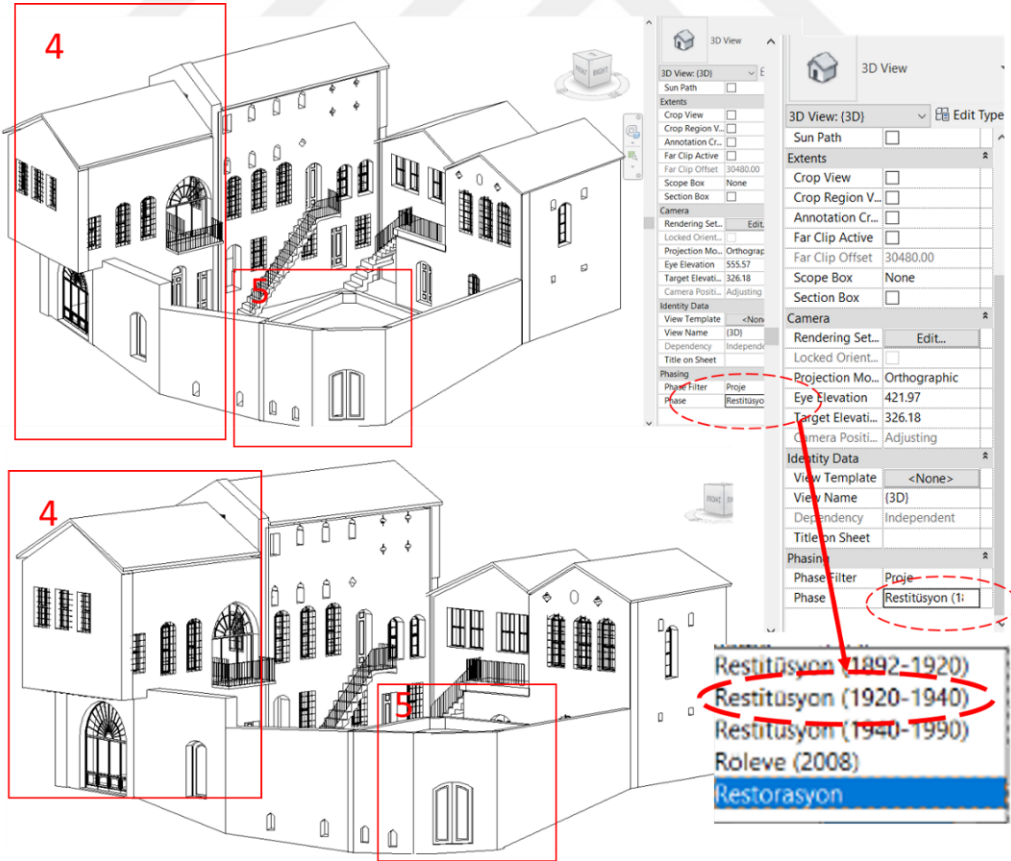 4
5
3D View
3D View: {3D}
Sun Path
Extents
Crop View
Crop Region V...
Annotation Cr...
Far Clip Active
Far Clip Offset 30480.00
Scope Box None
Section Box
Camera
Rendering Set... Edit.
Locked Orient...
Projection Mo... Orthograp
Eye Elevation 555.57
Target Elevati... 326.18
Camera Positi... Adjusting
Identity Data
View Template <Non
View Name {3D}
Dependency Independe
Title on Sheet
Phasing
Phase Filter Proje
Phase Restitüsyo
3D View
3D View: {3D} Edit Type
Sun Path
Extents
Crop View
Crop Region V...
Annotation Cr...
Far Clip Active
Far Clip Offset 30480.00
Scope Box None
Section Box
Camera
Rendering Set... Edit...
Locked Orient...
Projection Mo... Orthographic
Eye Elevation 421.97
Target Elevati... 326.18
Camera Positi... Adjusting
Identity Data
View Template <None>
View Name {3D}
Dependency Independent
Title on Sheet
Phasing
Phase Filter Proje
Phase Restitüsyon (1
4
5
Restitüsyon (1892-1920)
Restitüsyon (1920-1940)
Restitüsyon (1940-1990)
Röleve (2008)
Restorasyon